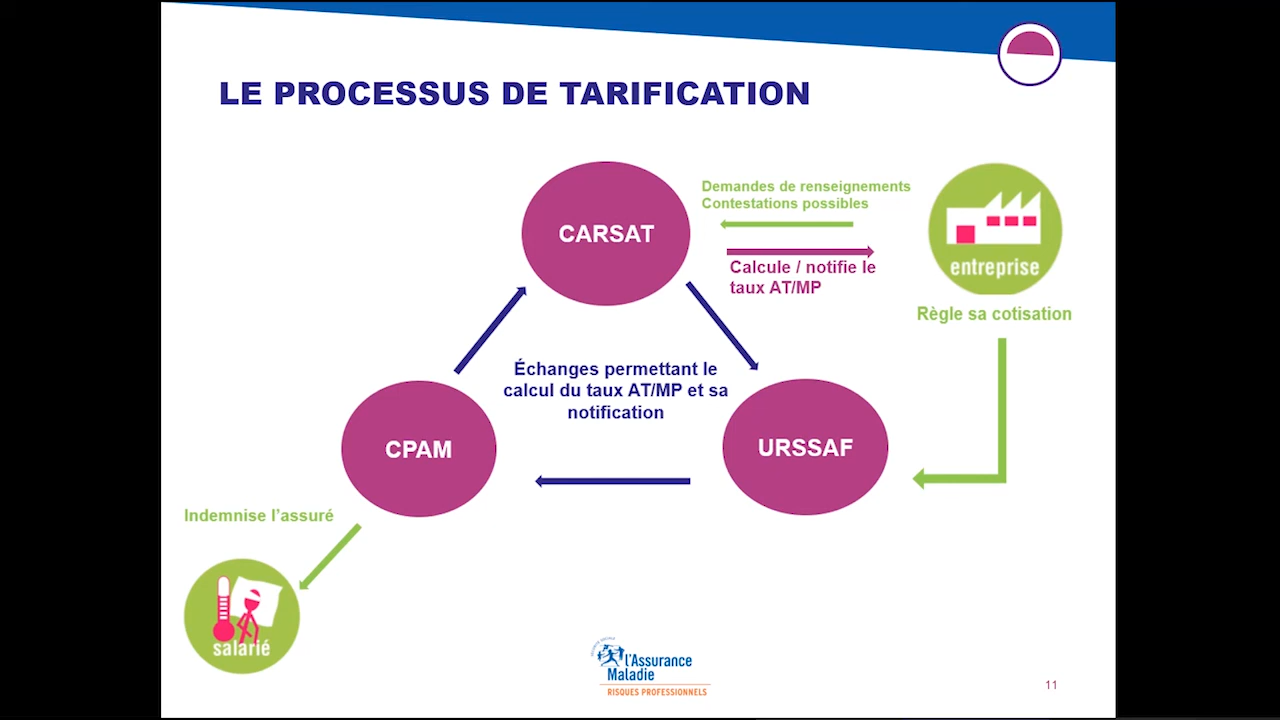 LE PROCESSUS DE TARIFICATION
CARSAT
Demandes de renseignements
Contestations possibles
Calcule / notifie le
taux AT/MP
entreprise
Règle sa cotisation
Échanges permettant le
calcul du taux AT/MP et sa
notification
CPAM
URSSAF
Indemnise l'assuré
salarié
l'Assurance
Maladie
RISQUES PROFESSIONNELS
11